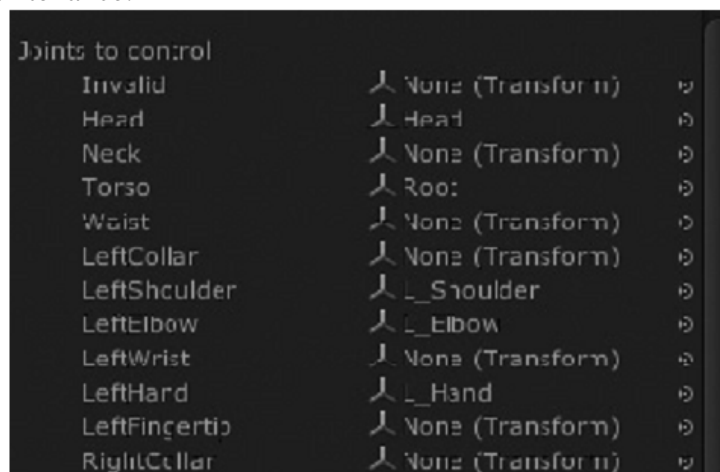 Joints to control
Invalid None (Transform)
Head Head
Neck None (Transform)
Torso Root
Waist None (Transform)
LeftCollar None (Transform)
LeftShoulder L_Shoulder
LeftElbow L_Elbow
LeftWrist None (Transform)
LeftHand L_Hand
LeftFingertip None (Transform)
RightCollar None (Transform)